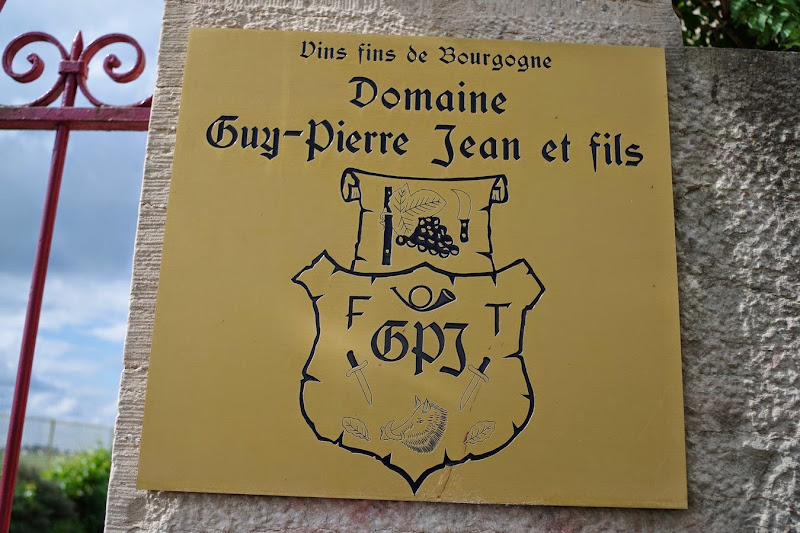 Vins fins de Bourgogne
Domaine
Guy-Pierre Jean et fils
F T
GPJ